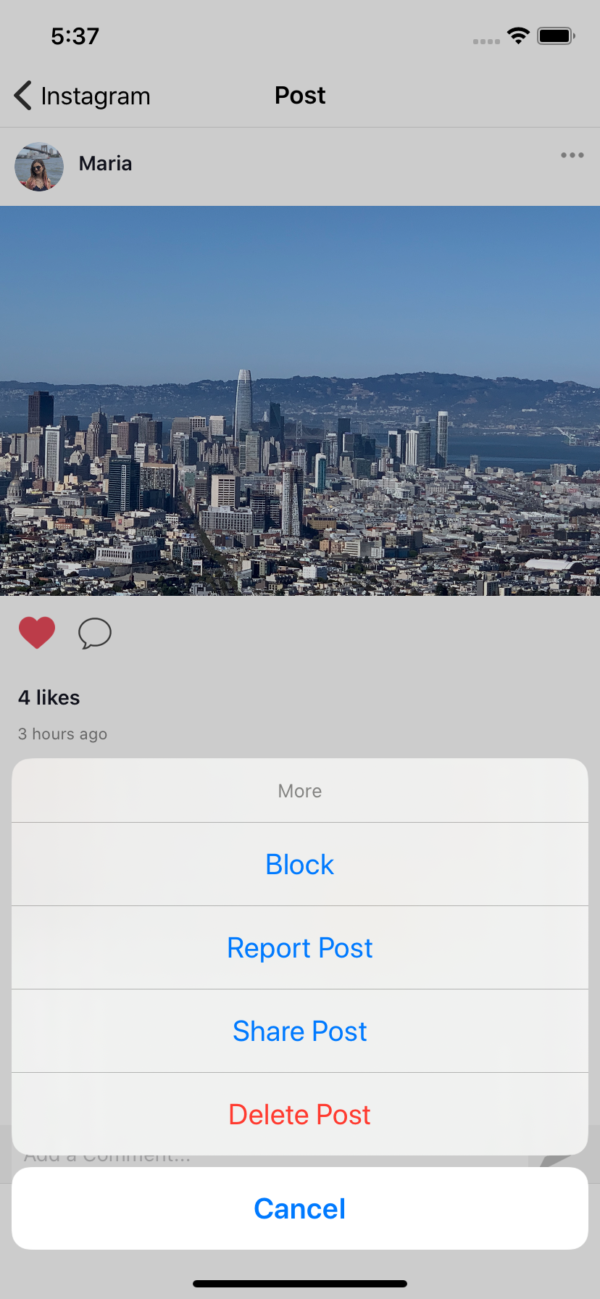 5:37
Instagram
Post
Maria
4 likes
3 hours ago
More
Block
Report Post
Share Post
Delete Post
Add a Comment...
Cancel